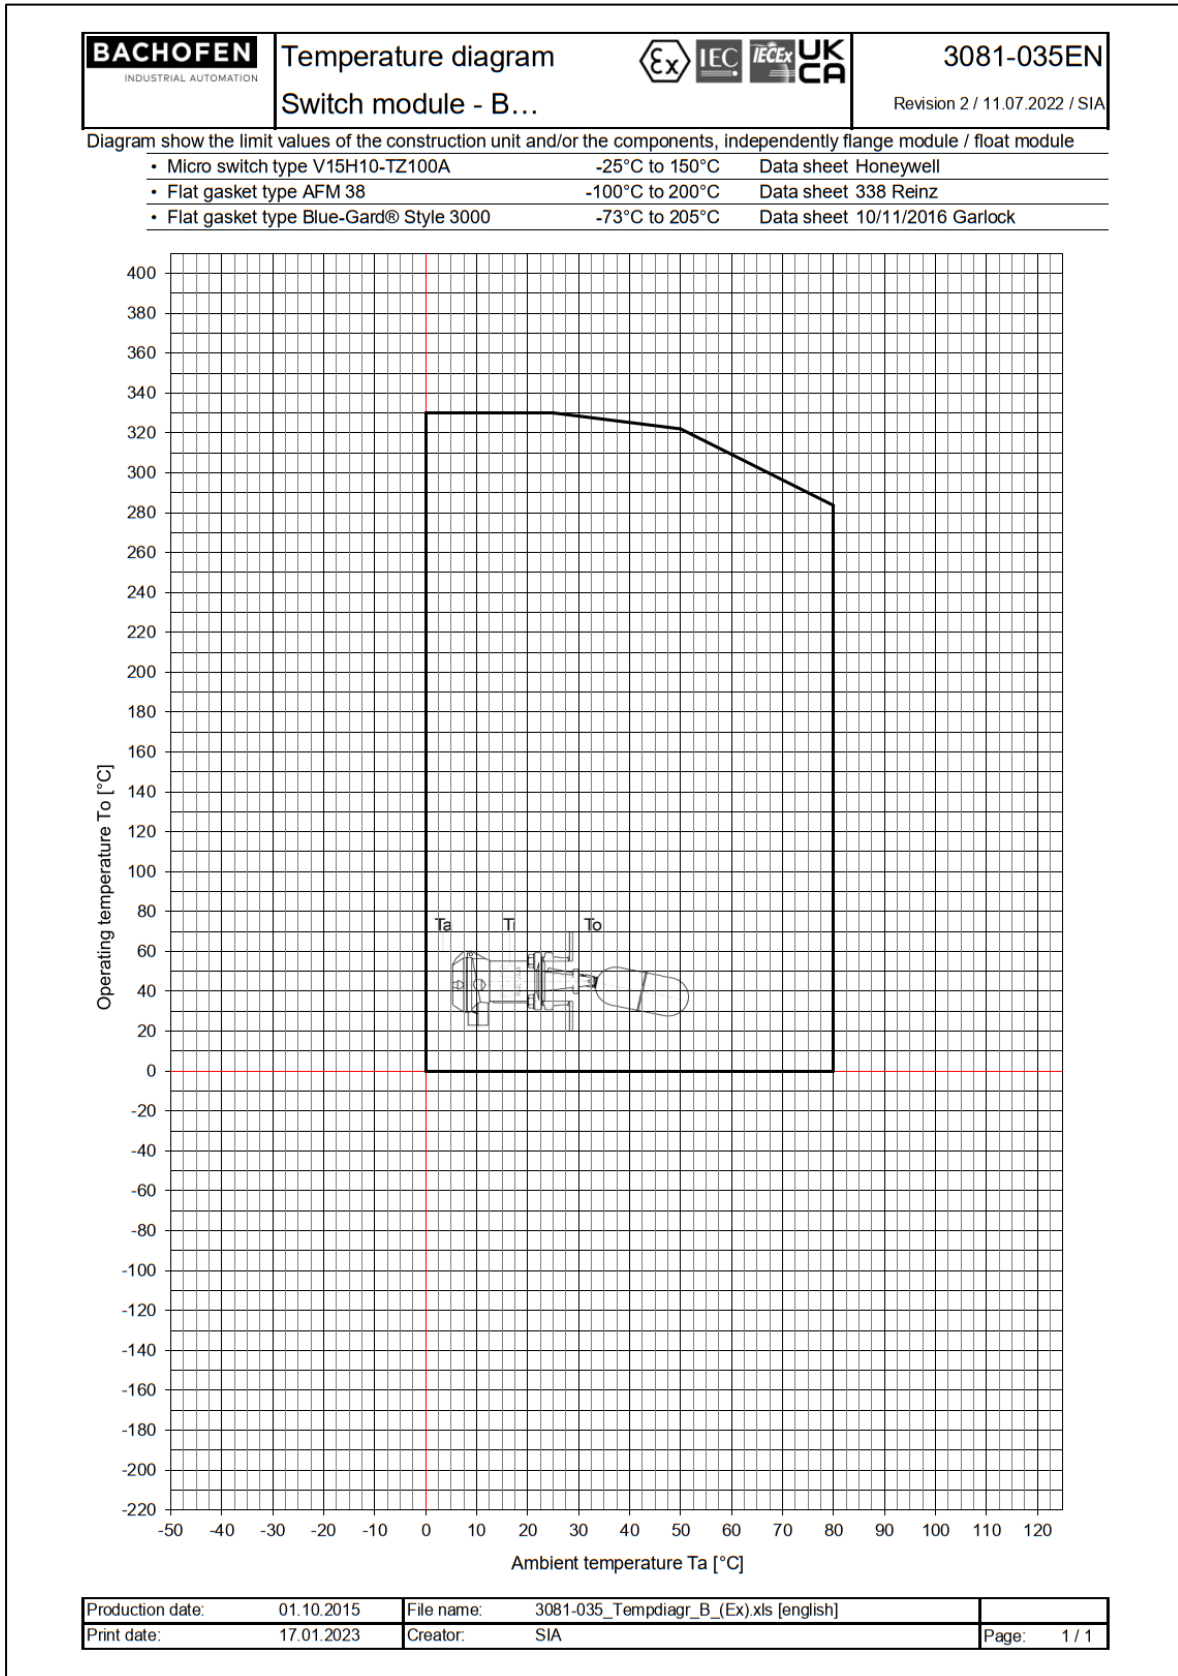 BACHOFEN
INDUSTRIAL AUTOMATION
Temperature diagram
Switch module - B…
Ex IEC IECEx UK
CA
3081-035EN
Revision 2 / 11.07.2022 / SIA
Diagram show the limit values of the construction unit and/or the components, independently flange module / float module
• Micro switch type V15H10-TZ100A -25°C to 150°C Data sheet Honeywell
• Flat gasket type AFM 38 -100°C to 200°C Data sheet 338 Reinz
• Flat gasket type Blue-Gard® Style 3000 -73°C to 205°C Data sheet 10/11/2016 Garlock
400
380
360
340
320
300
280
260
240
220
200
180
160
140
120
100
80
60
40
20
0
-20
-40
-60
-80
-100
-120
-140
-160
-180
-200
-220
Operating temperature To [°C]
Ta Ti To
-50 -40 -30 -20 -10 0 10 20 30 40 50 60 70 80 90 100 110 120
Ambient temperature Ta [°C]
Production date: 01.10.2015 File name: 3081-035_Tempdiagr_B_(Ex).xls [english]
Print date: 17.01.2023 Creator: SIA Page: 1 / 1